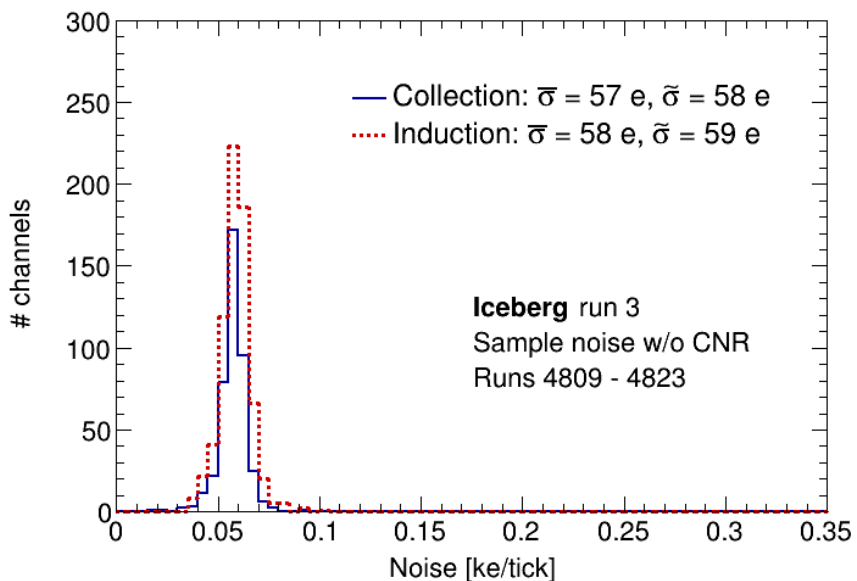 300
250
200
150
100
50
0
# channels
Collection: σ̅ = 57 e, σ̃ = 58 e
Induction: σ̅ = 58 e, σ̃ = 59 e
Iceberg run 3
Sample noise w/o CNR
Runs 4809 - 4823
0 0.05 0.1 0.15 0.2 0.25 0.3 0.35
Noise [ke/tick]